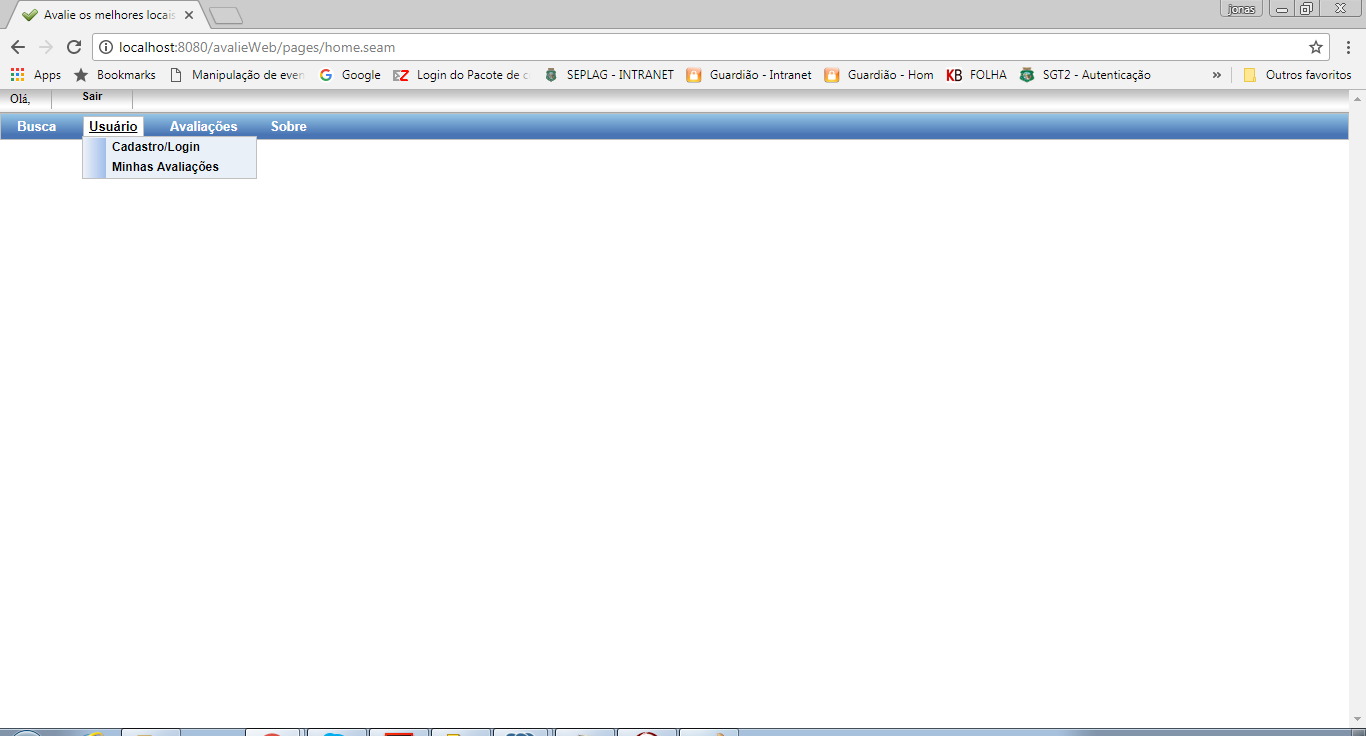 Avalie os melhores locais
jonas
localhost:8080/avalieWeb/pages/home.seam
Apps Bookmarks Manipulação de even Google Login do Pacote de c SEPLAG - INTRANET Guardião - Intranet Guardião - Hom KB FOLHA SGT2 - Autenticação » Outros favoritos
Olá, Sair
Busca Usuário Avaliações Sobre
Cadastro/Login
Minhas Avaliações